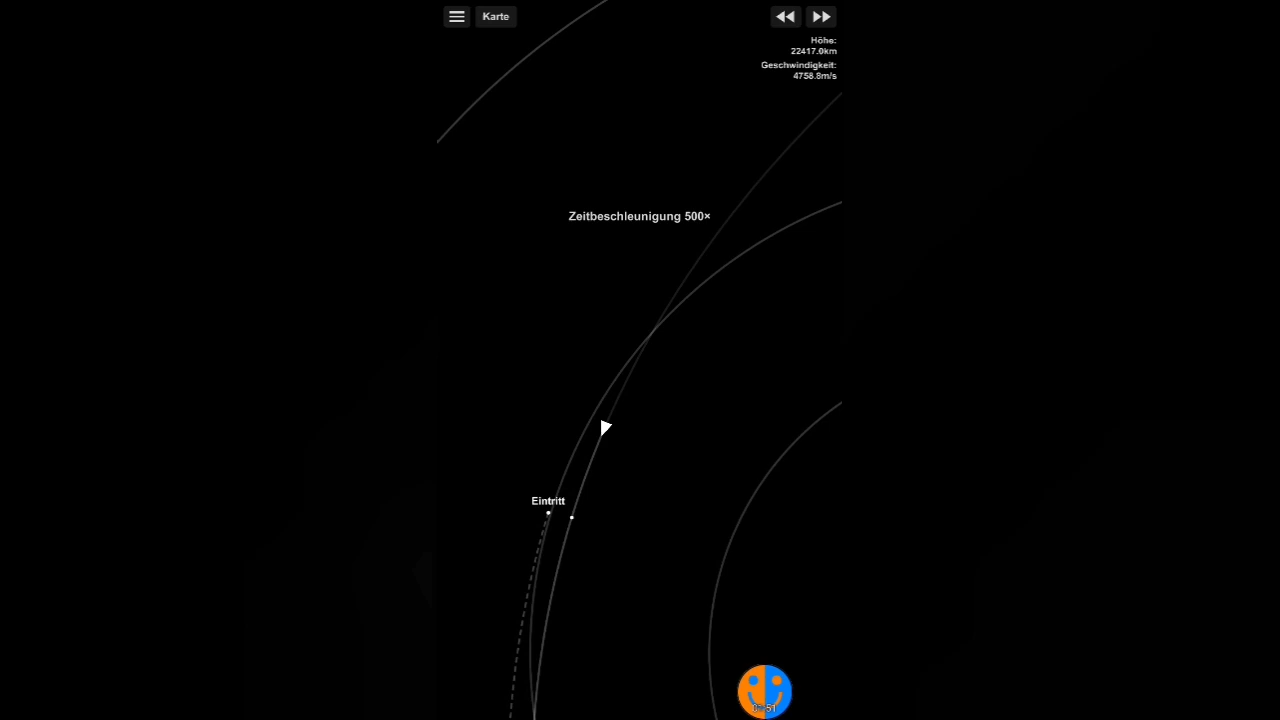 Karte
Höhe:
22417.0km
Geschwindigkeit:
4758.8m/s
Zeitbeschleunigung 500×
Eintritt